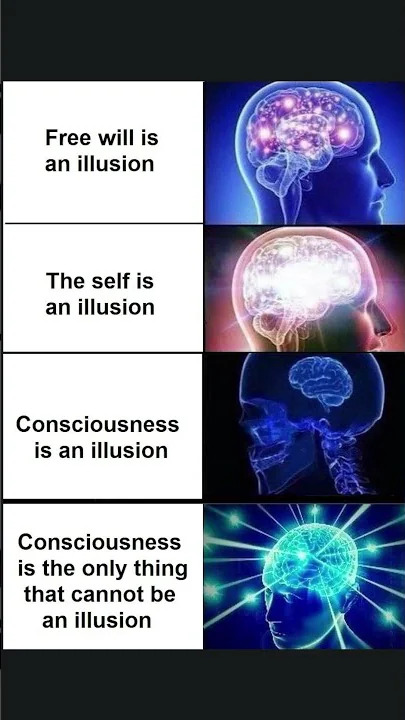 Free will is
an illusion
The self is
an illusion
Consciousness
is an illusion
Consciousness
is the only thing
that cannot be
an illusion